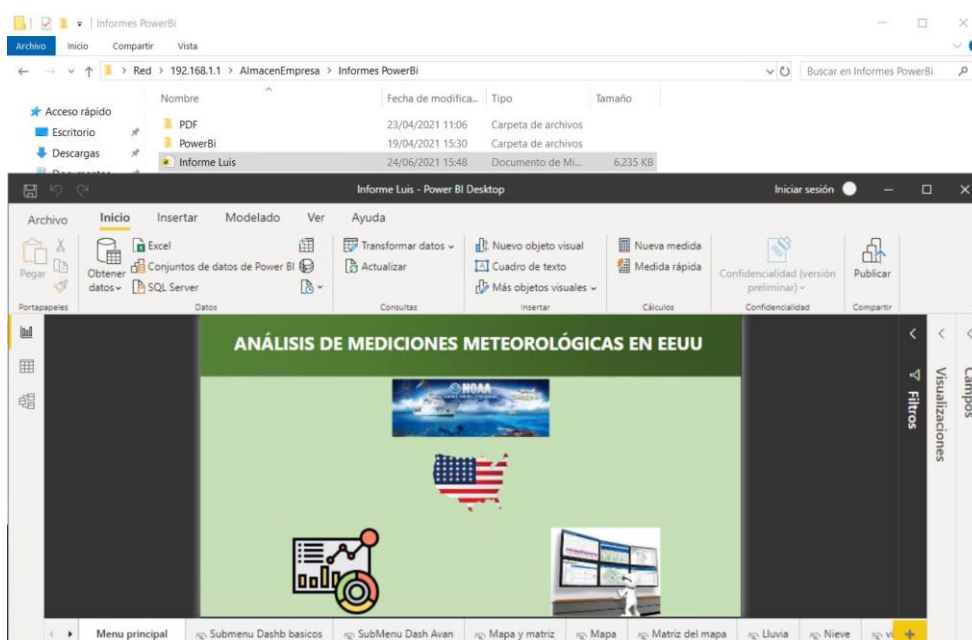 Informes PowerBi
Archivo Inicio Compartir Vista
Red > 192.168.1.1 > AlmacenEmpresa > Informes PowerBi
Buscar en Informes PowerBi
Nombre Fecha de modifica... Tipo Tamaño
Acceso rápido
Escritorio
Descargas
PDF 23/04/2021 11:06 Carpeta de archivos
PowerBi 19/04/2021 15:30 Carpeta de archivos
Informe Luis 24/06/2021 15:48 Documento de Mi... 6.235 KB
Informe Luis - Power BI Desktop
Iniciar sesión
Archivo Inicio Insertar Modelado Ver Ayuda
Pegar
Portapapeles
Obtener datos
Excel
Conjuntos de datos de Power BI
SQL Server
Datos
Transformar datos
Actualizar
Consultas
Nuevo objeto visual
Cuadro de texto
Más objetos visuales
Insertar
Nueva medida
Medida rápida
Cálculos
Confidencialidad (versión preliminar)
Confidencialidad
Publicar
Compartir
ANÁLISIS DE MEDICIONES METEOROLÓGICAS EN EEUU
NOAA
Filtros
Visualizaciones
Campos
Menu principal
Submenu Dashb basicos
SubMenu Dash Avan
Mapa y matriz
Mapa
Matriz del mapa
Lluvia
Nieve